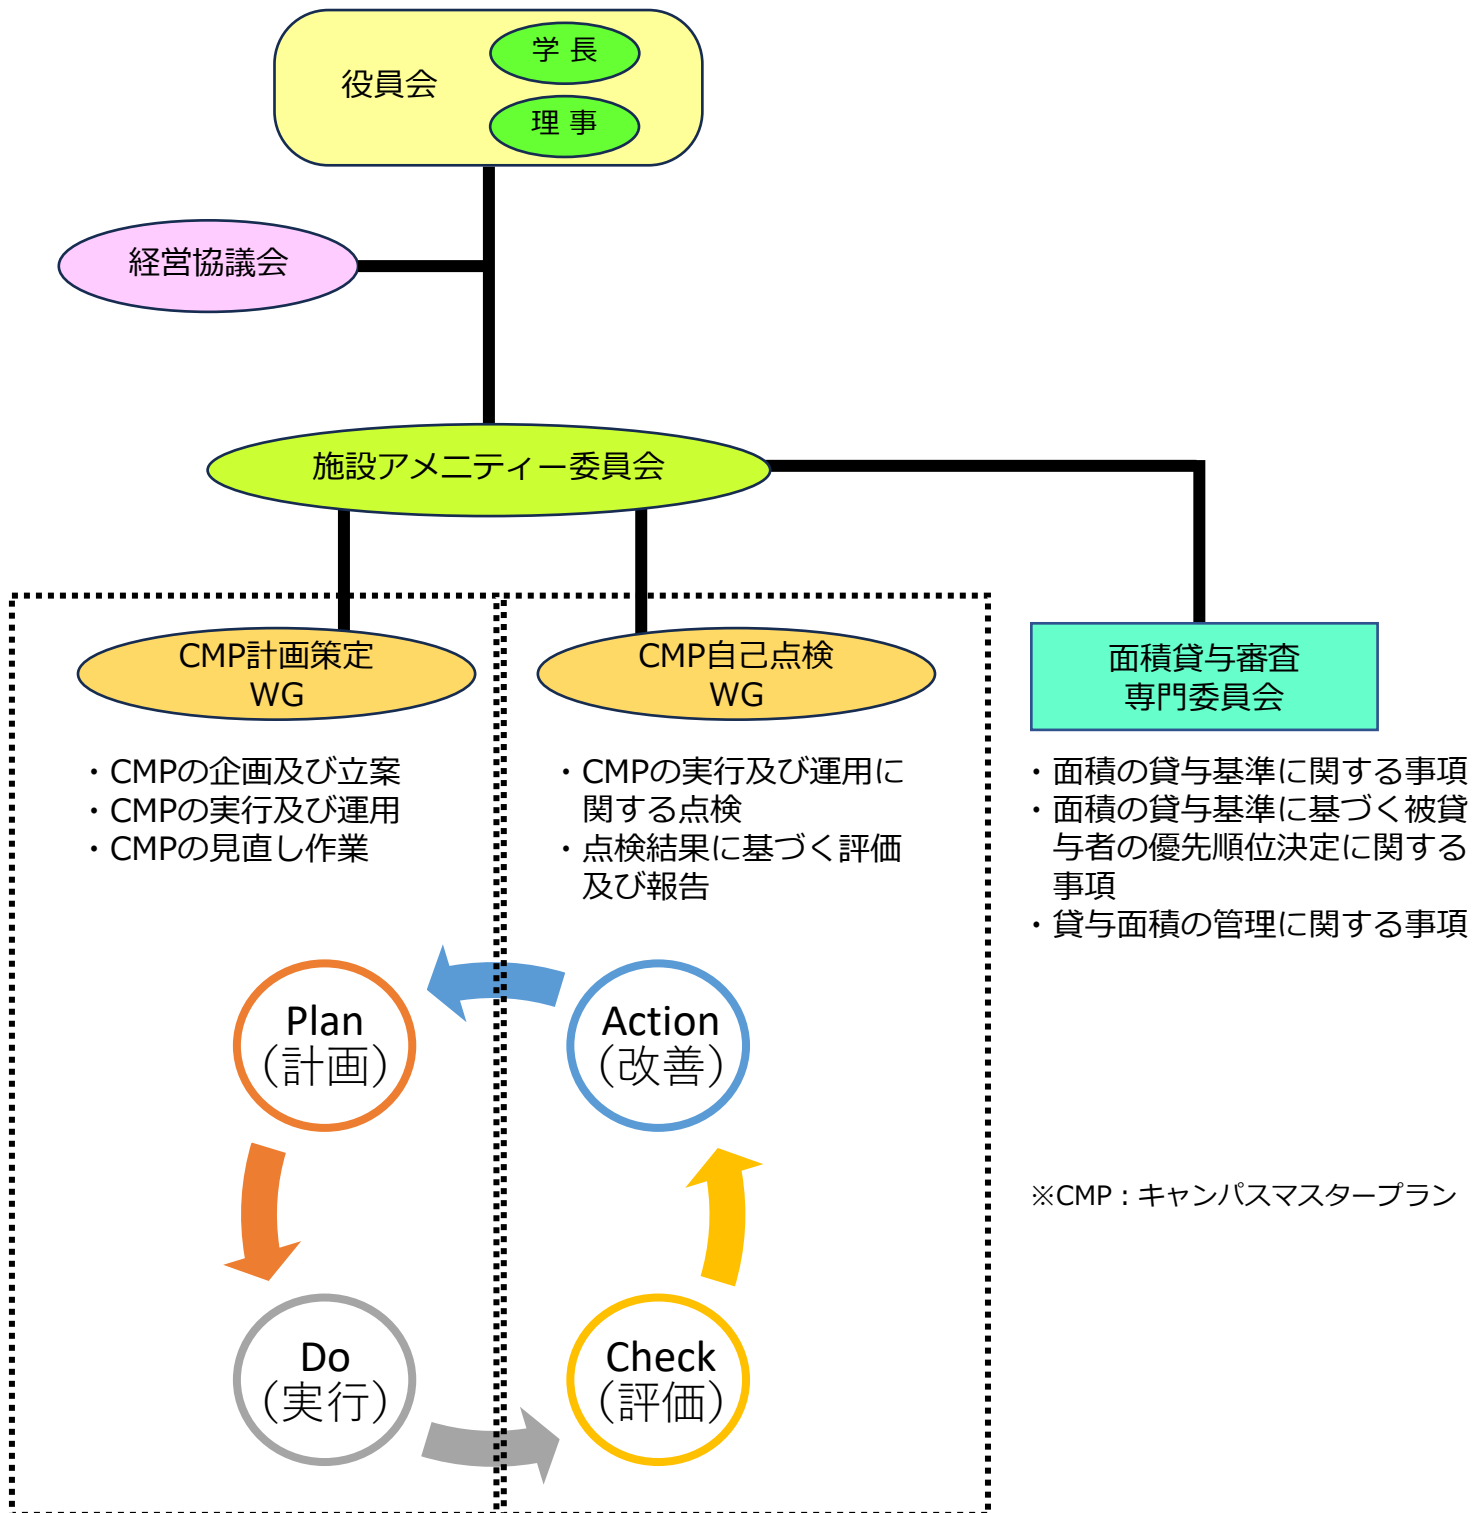 役員会
学 長
理 事
経営協議会
施設アメニティー委員会
CMP計画策定
WG
・CMPの企画及び立案
・CMPの実行及び運用
・CMPの見直し作業
CMP自己点検
WG
・CMPの実行及び運用に
関する点検
・点検結果に基づく評価
及び報告
面積貸与審査
専門委員会
・面積の貸与基準に関する事項
・面積の貸与基準に基づく被貸
与者の優先順位決定に関する
事項
・貸与面積の管理に関する事項
Plan
（計画）
Action
（改善）
Do
（実行）
Check
（評価）
※CMP：キャンパスマスタープラン